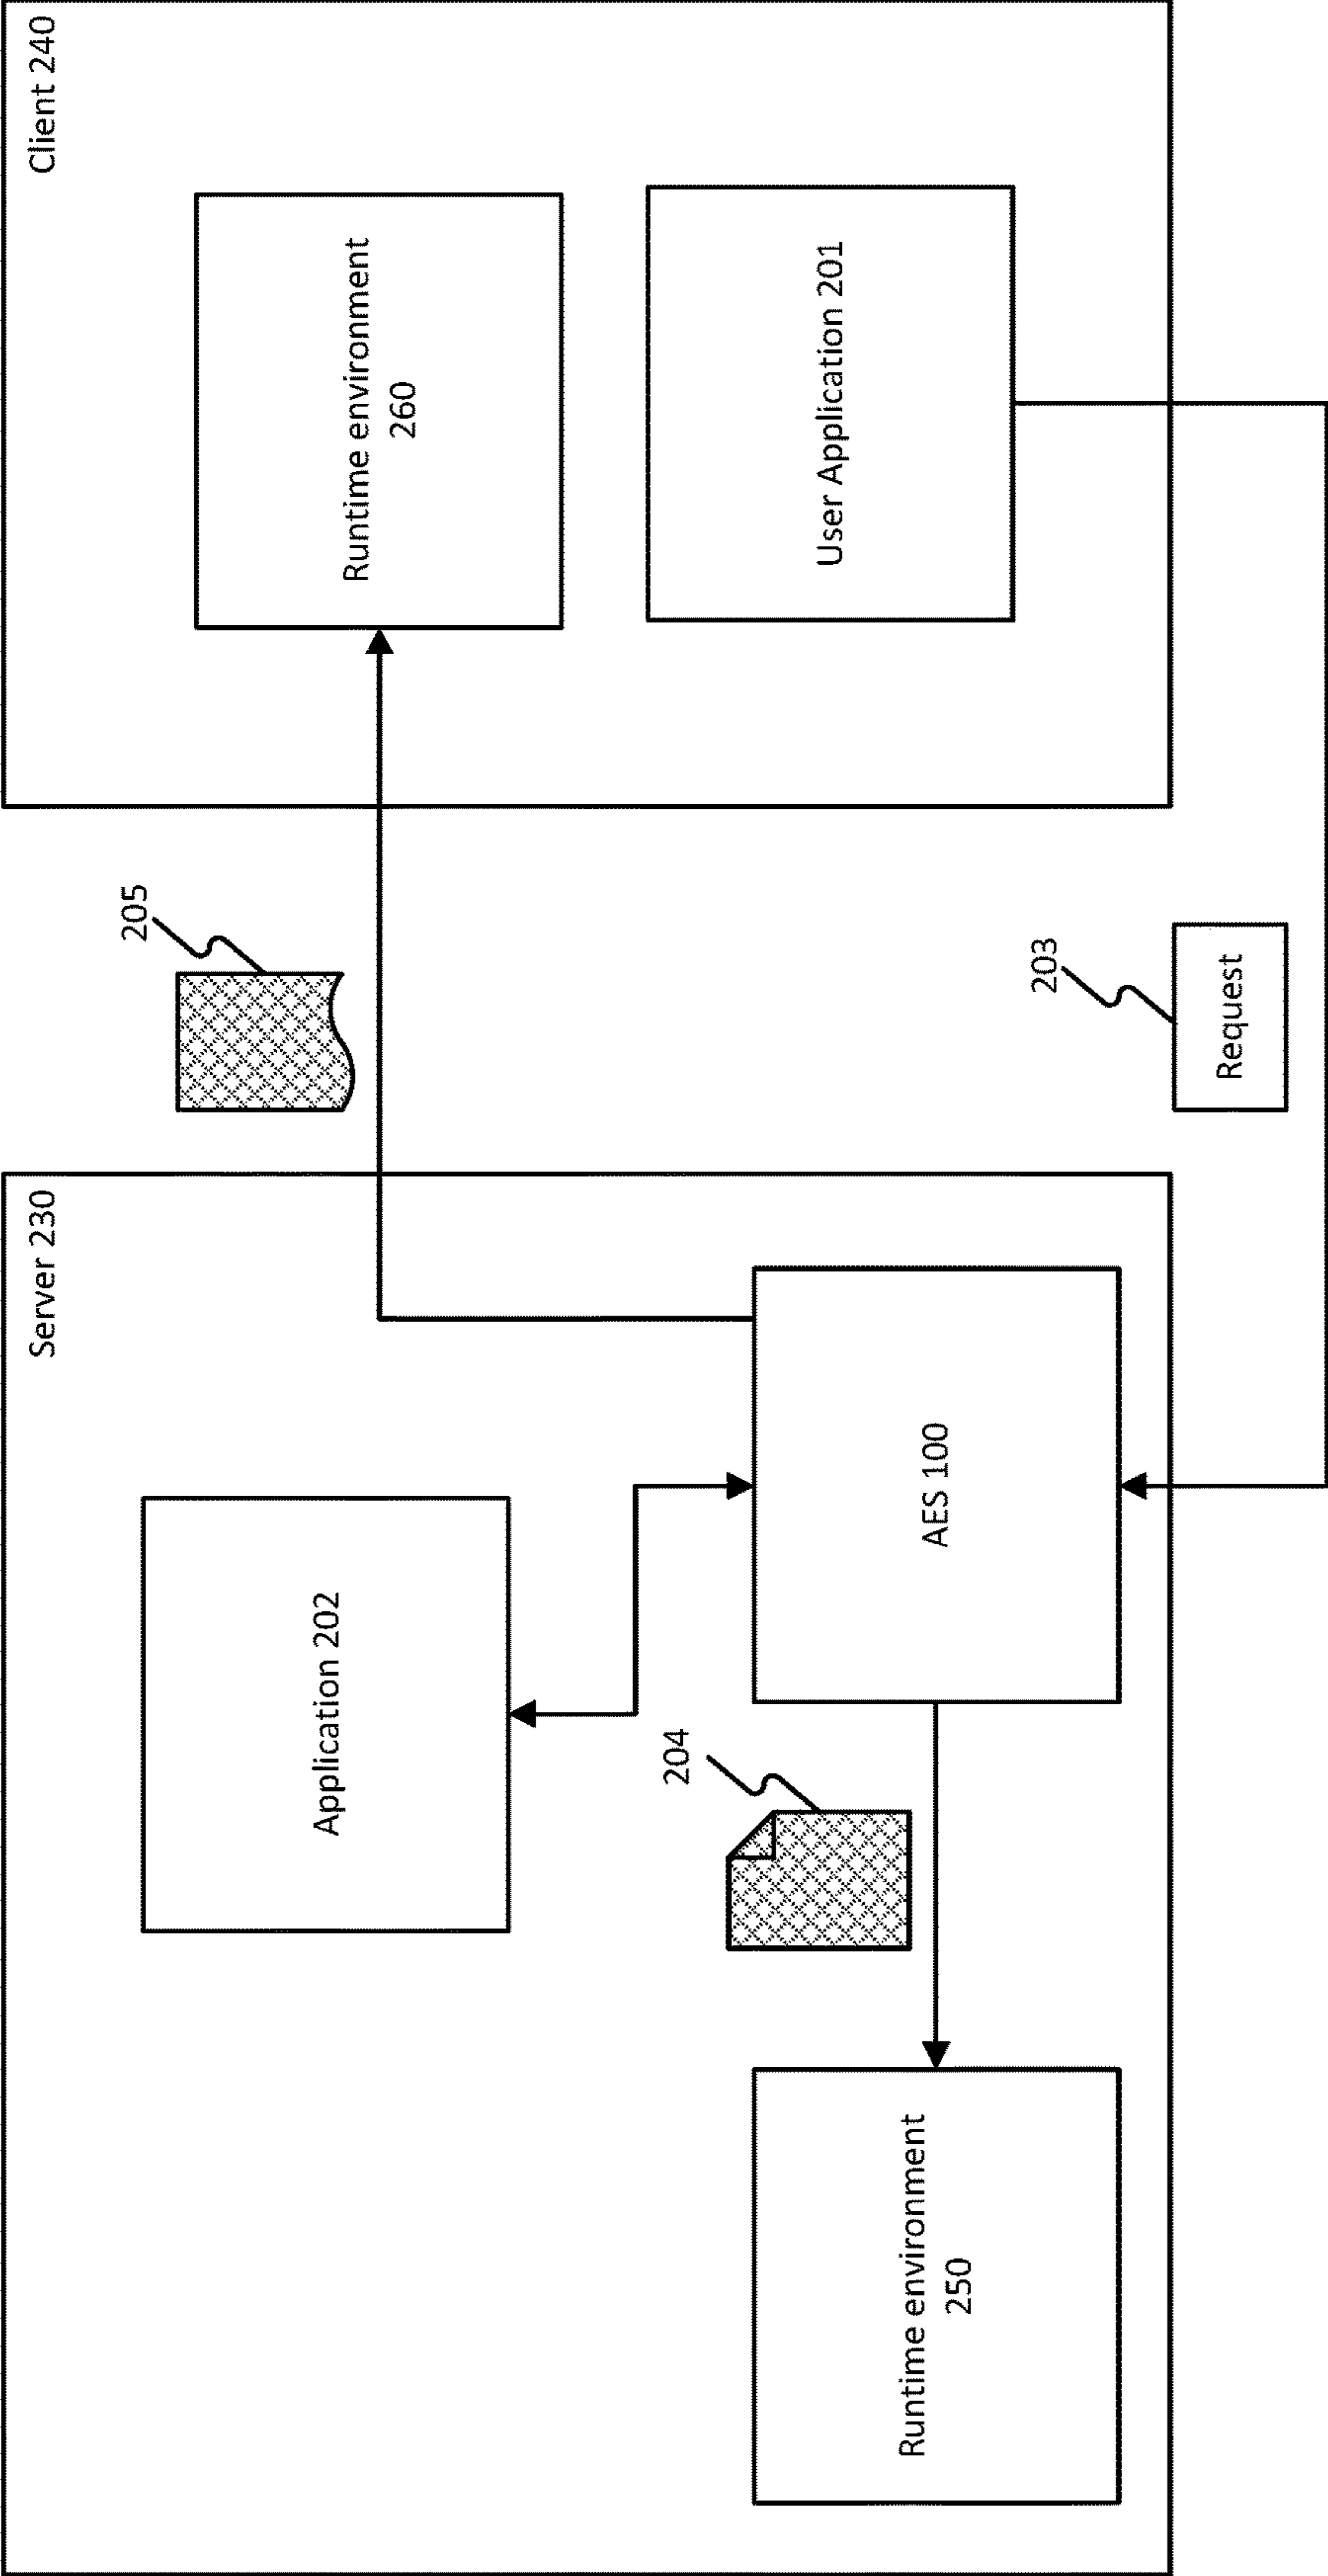 Server 230
Client 240
205
Application 202
Runtime environment
260
204
Runtime environment
250
AES 100
User Application 201
203
Request